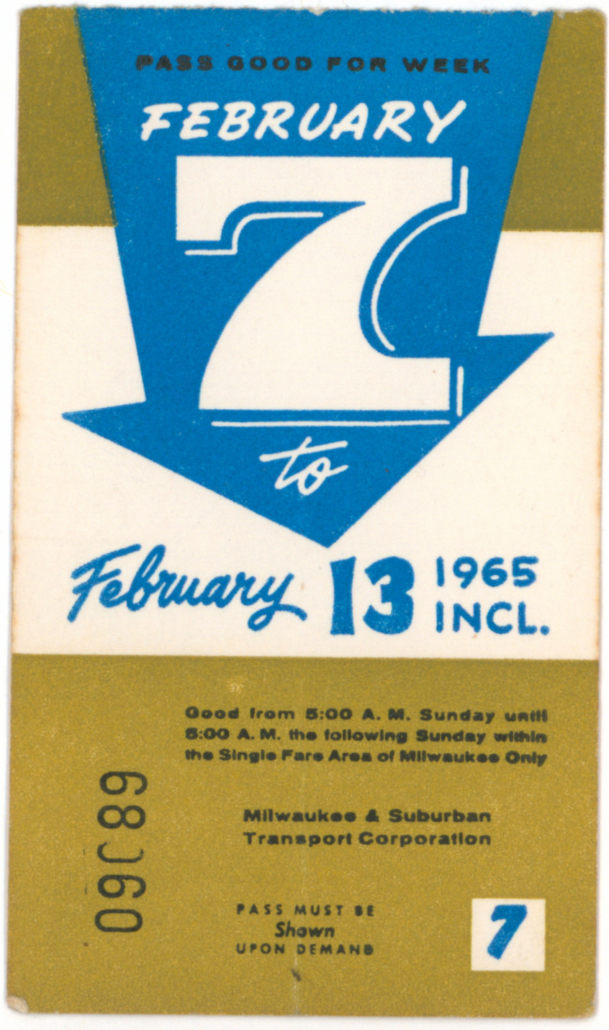 PASS GOOD FOR WEEK
FEBRUARY
7
to
February 13 1965
INCL.
Good from 5:00 A. M. Sunday until
5:00 A. M. the following Sunday within
the Single Fare Area of Milwaukee Only
Milwaukee & Suburban
Transport Corporation
PASS MUST BE
Shown
UPON DEMAND
7